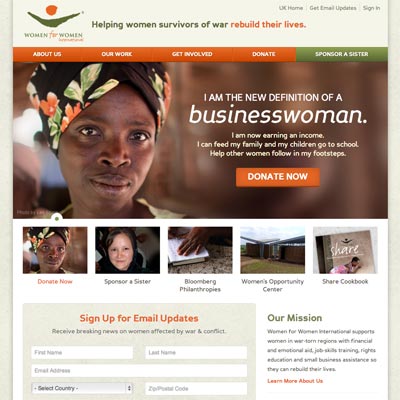 UK Home
Get Email Updates
Sign In
WOMEN for WOMEN
international
Helping women survivors of war rebuild their lives.
ABOUT US
OUR WORK
GET INVOLVED
DONATE
SPONSOR A SISTER
I AM THE NEW DEFINITION OF A
businesswoman.
I am now earning an income.
I can feed my family and my children go to school.
Help other women follow in my footsteps.
DONATE NOW
Photo by
share
Donate Now
Sponsor a Sister
Bloomberg
Philanthropies
Women's Opportunity
Center
Share Cookbook
Sign Up for Email Updates
Receive breaking news on women affected by war & conflict.
First Name
Last Name
Email Address
- Select Country -
Zip/Postal Code
Our Mission
Women for Women International supports
women in war-torn regions with financial
and emotional aid, job-skills training, rights
education and small business assistance so
they can rebuild their lives.
Learn More About Us